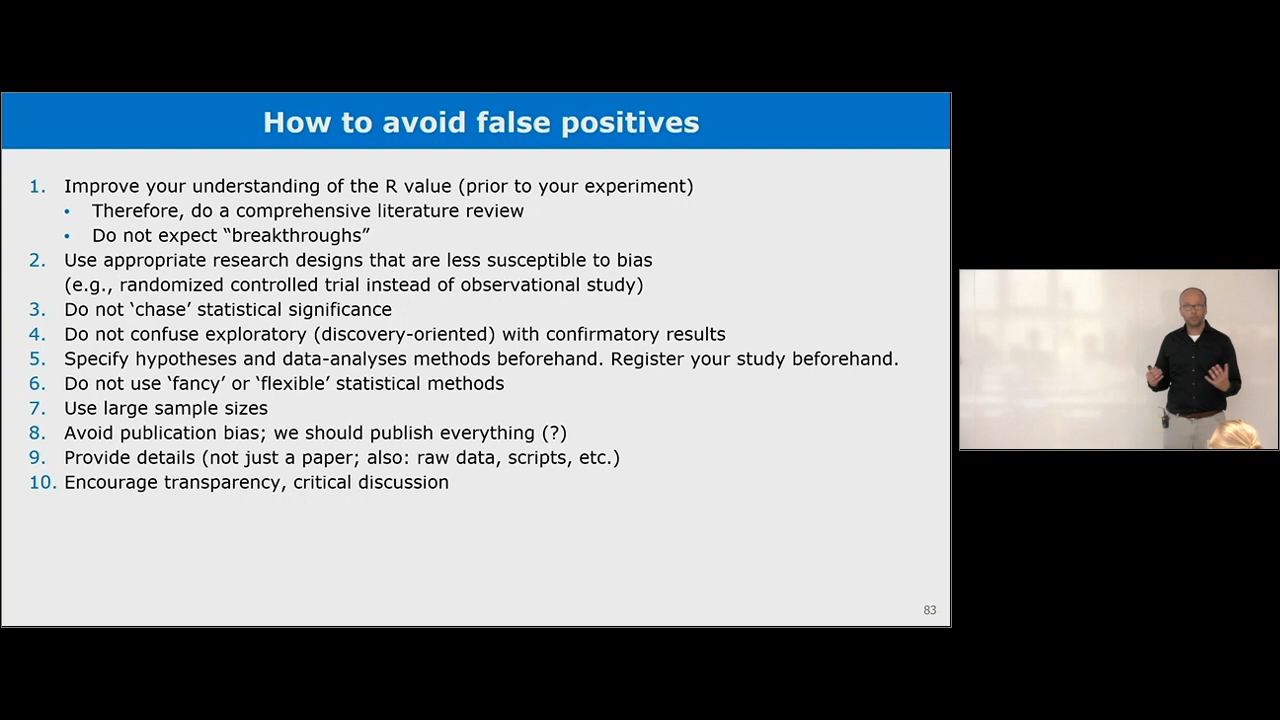 How to avoid false positives
1. Improve your understanding of the R value (prior to your experiment)
• Therefore, do a comprehensive literature review
• Do not expect “breakthroughs”
2. Use appropriate research designs that are less susceptible to bias
(e.g., randomized controlled trial instead of observational study)
3. Do not ‘chase’ statistical significance
4. Do not confuse exploratory (discovery-oriented) with confirmatory results
5. Specify hypotheses and data-analyses methods beforehand. Register your study beforehand.
6. Do not use ‘fancy’ or ‘flexible’ statistical methods
7. Use large sample sizes
8. Avoid publication bias; we should publish everything (?)
9. Provide details (not just a paper; also: raw data, scripts, etc.)
10. Encourage transparency, critical discussion
83